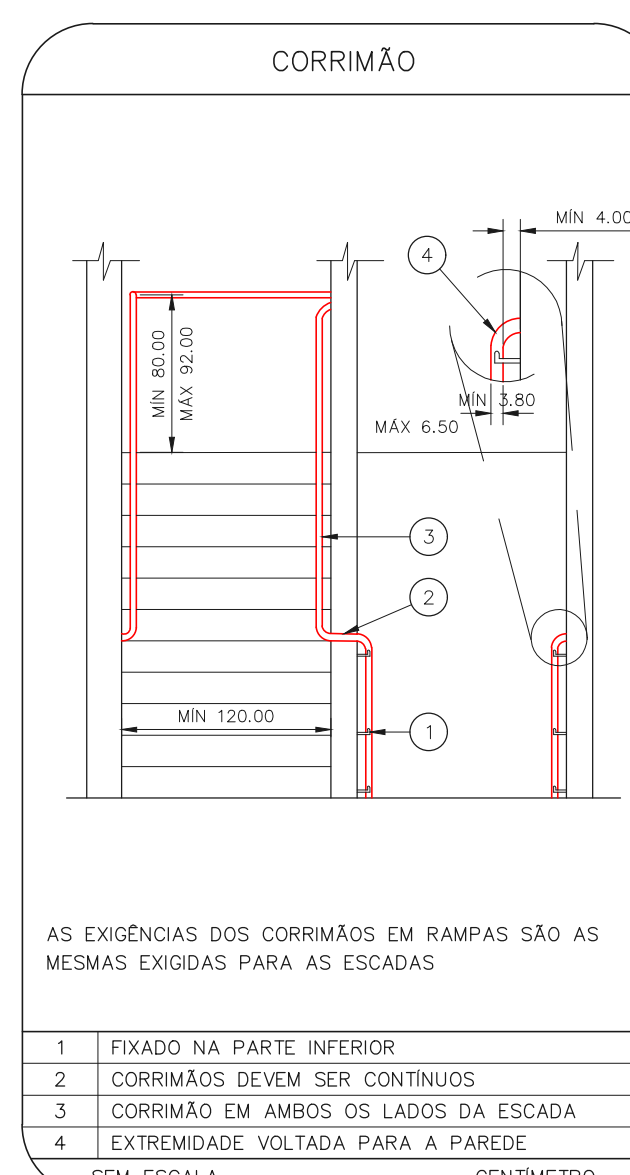 CORRIMÃO
MÍN 4.00
4
MÍN 80.00
MÁX 92.00
MÍN 3.80
MÁX 6.50
3
2
MÍN 120.00
1
AS EXIGÊNCIAS DOS CORRIMÃOS EM RAMPAS SÃO AS
MESMAS EXIGIDAS PARA AS ESCADAS
1 FIXADO NA PARTE INFERIOR
2 CORRIMÃOS DEVEM SER CONTÍNUOS
3 CORRIMÃO EM AMBOS OS LADOS DA ESCADA
4 EXTREMIDADE VOLTADA PARA A PAREDE
SEM ESCALA CENTÍMETRO